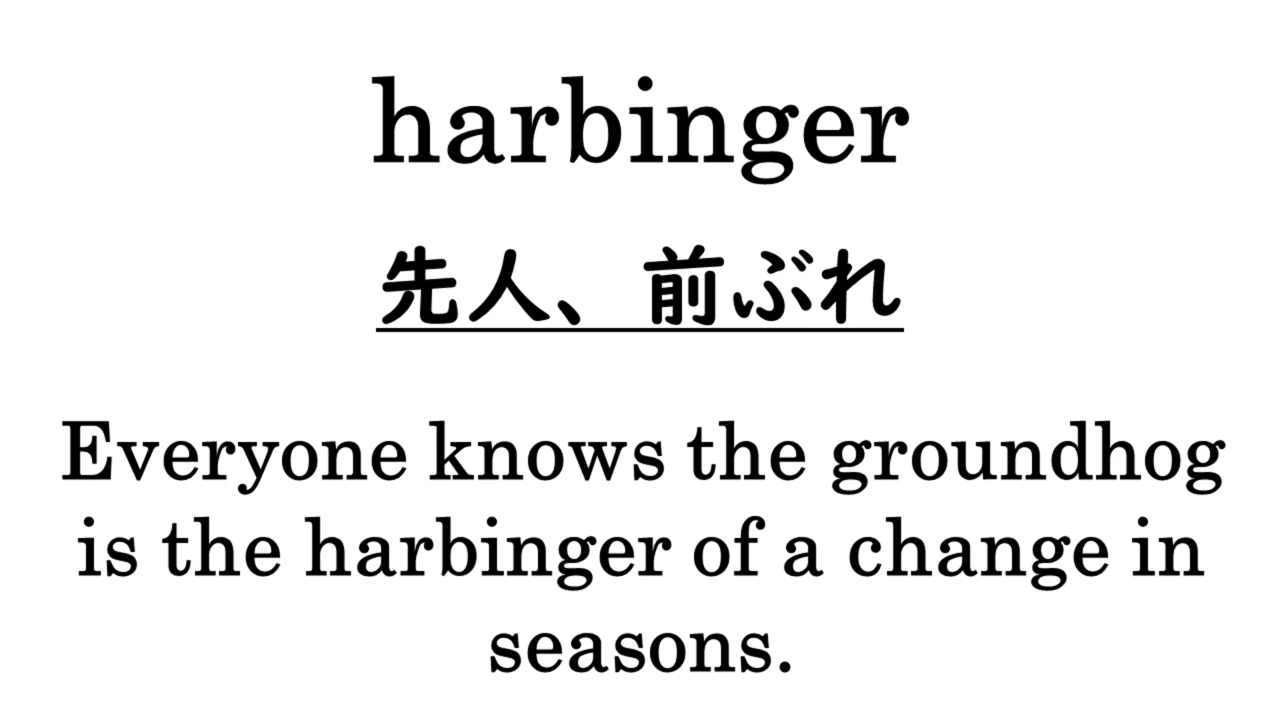 harbinger
先人、前ぶれ
Everyone knows the groundhog
is the harbinger of a change in
seasons.